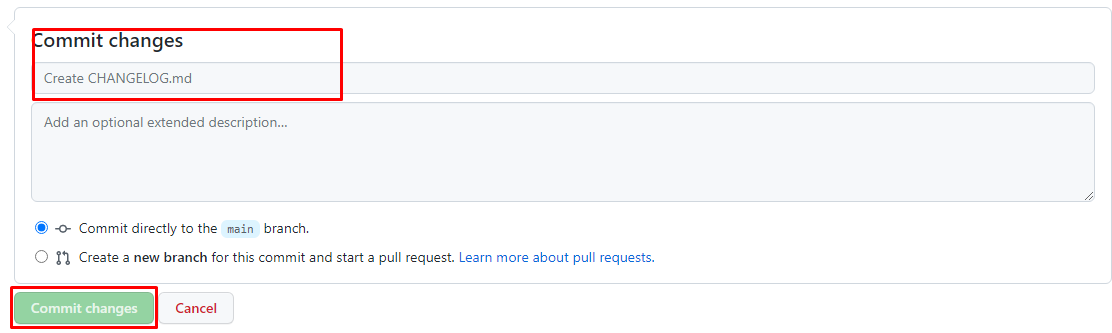 Commit changes
Create CHANGELOG.md
Add an optional extended description...
Commit directly to the main branch.
Create a new branch for this commit and start a pull request. Learn more about pull requests.
Commit changes Cancel